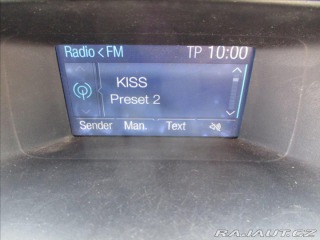 Radio < FM TP 10:00
KISS
Preset 2
Sender Man. Text
RAJAUT.CZ